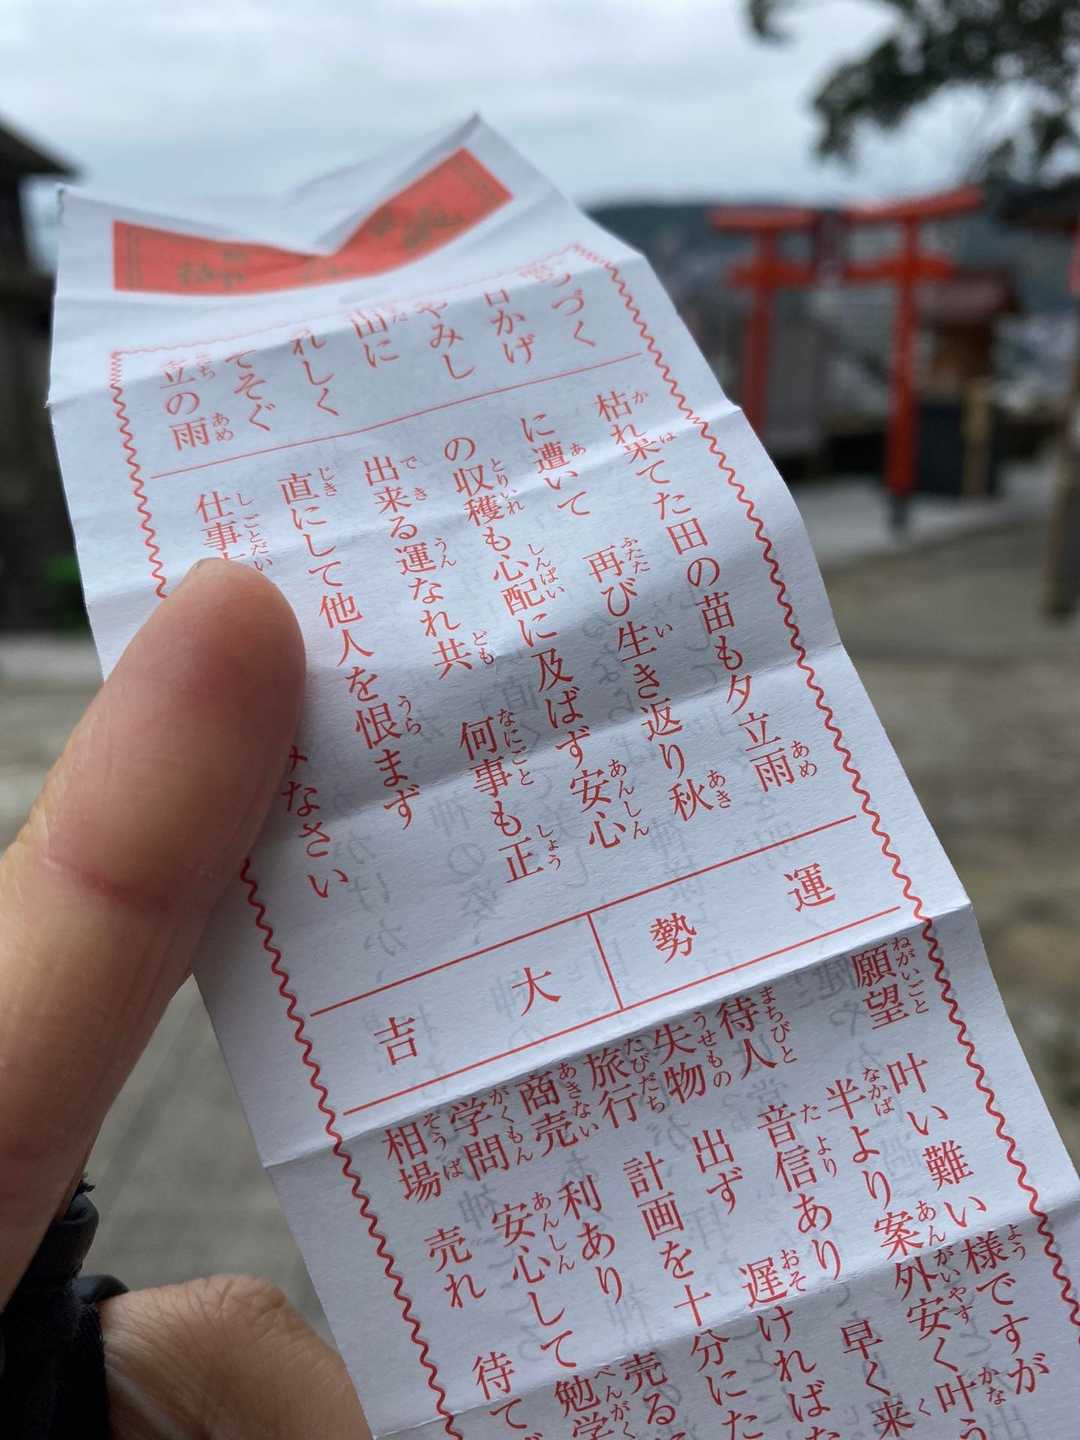 つづく
日かげ
やみし
山に
れしく
てそぐ
立の雨
枯れ果てた田の苗も夕立雨
に遭いて 再び生き返り秋
の収穫も心配に及ばず安心
出来る運なれ共 何事も正
直にして他人を恨まず
仕事
みなさい
運勢
大吉
願望 叶い難い様ですが
半より案外安く叶う
待人 音信あり 早く来
失物 出ず 遅ければ
旅行 計画を十分に
商売 利あり 売る
学問 安心して勉学
相場 売れ 待て